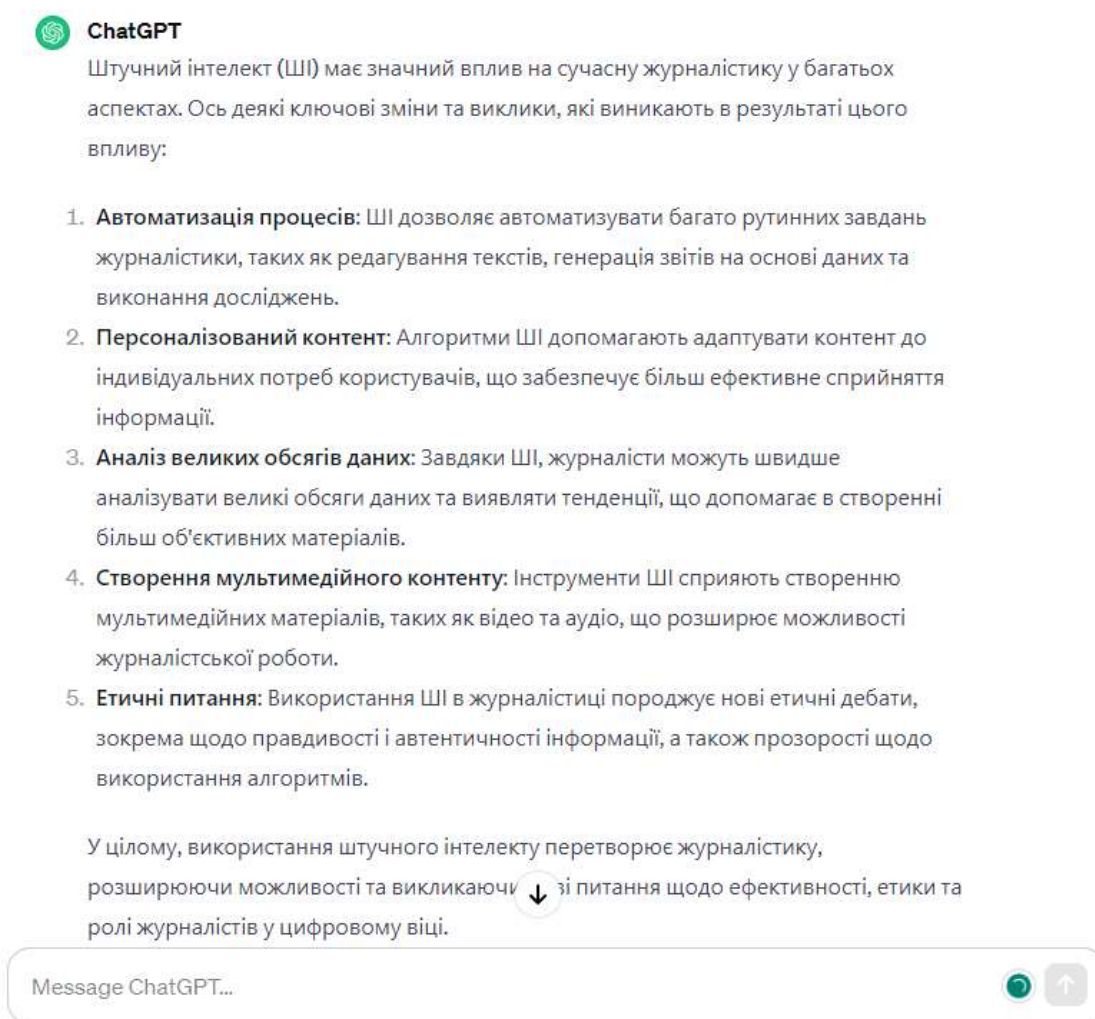 ChatGPT
Штучний інтелект (ШІ) має значний вплив на сучасну журналістику у багатьох
аспектах. Ось деякі ключові зміни та виклики, які виникають в результаті цього
впливу:
1. Автоматизація процесів: ШІ дозволяє автоматизувати багато рутинних завдань
журналістики, таких як редагування текстів, генерація звітів на основі даних та
виконання досліджень.
2. Персоналізований контент: Алгоритми ШІ допомагають адаптувати контент до
індивідуальних потреб користувачів, що забезпечує більш ефективне сприйняття
інформації.
3. Аналіз великих обсягів даних: Завдяки ШІ, журналісти можуть швидше
аналізувати великі обсяги даних та виявляти тенденції, що допомагає в створенні
більш об'єктивних матеріалів.
4. Створення мультимедійного контенту: Інструменти ШІ сприяють створенню
мультимедійних матеріалів, таких як відео та аудіо, що розширює можливості
журналістської роботи.
5. Етичні питання: Використання ШІ в журналістиці породжує нові етичні дебати,
зокрема щодо правдивості і автентичності інформації, а також прозорості щодо
використання алгоритмів.
У цілому, використання штучного інтелекту перетворює журналістику,
розширюючи можливості та викликаючи питання щодо ефективності, етики та
ролі журналістів у цифровому віці.
Message ChatGPT...